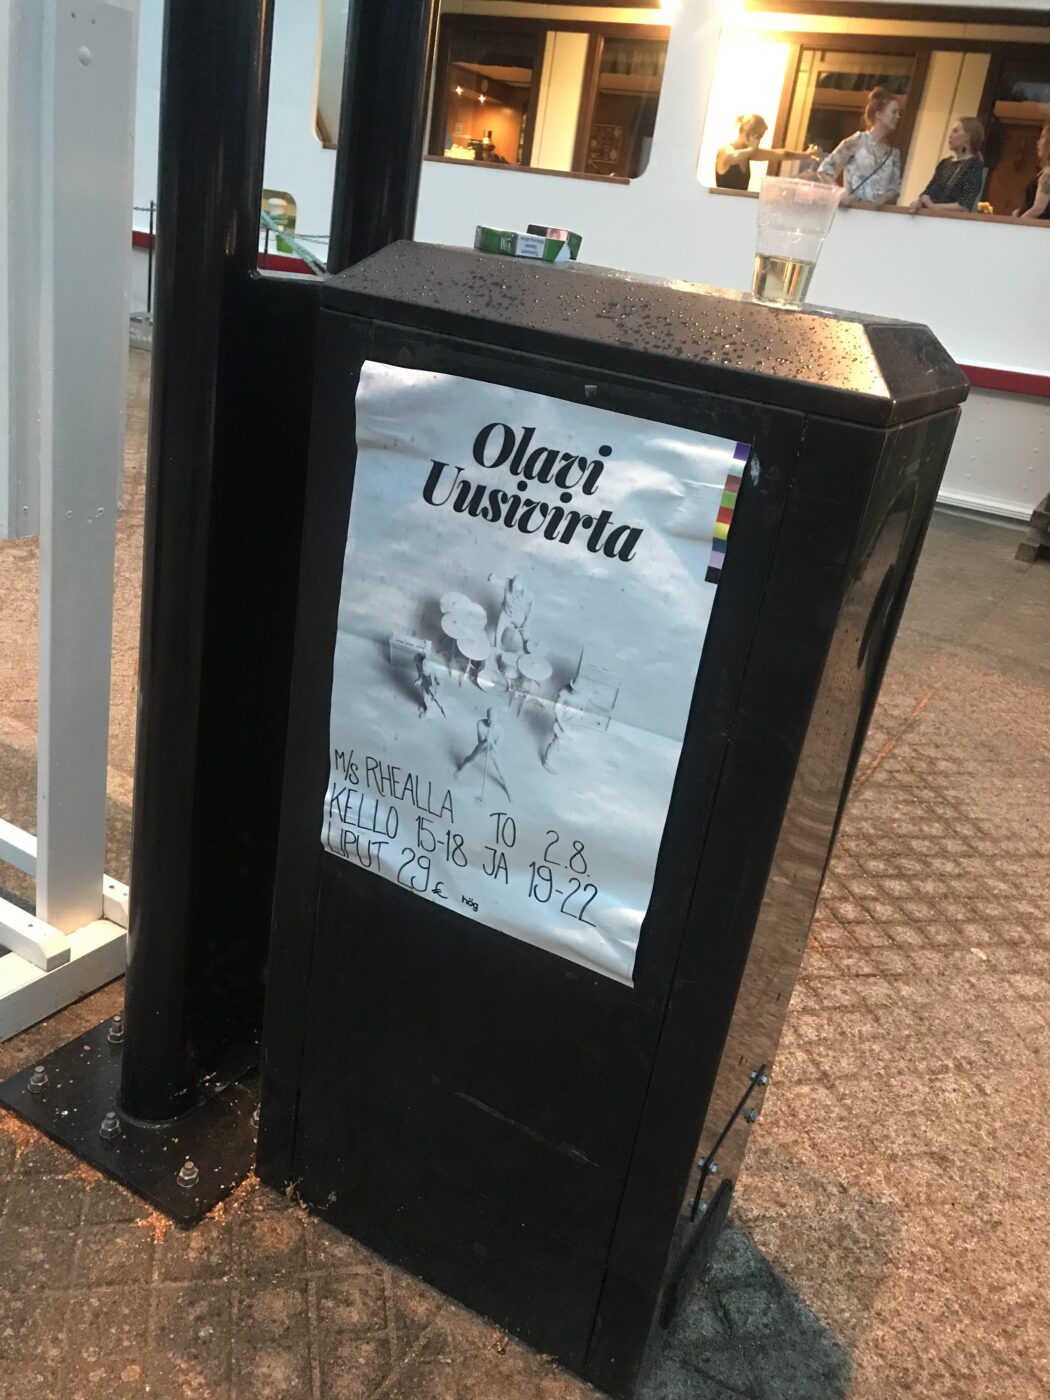 Olavi
Uusivirta
M/S RHEALLA TO 2.8.
KELLO 15-18 JA 19-22
LIPUT 29€
hög